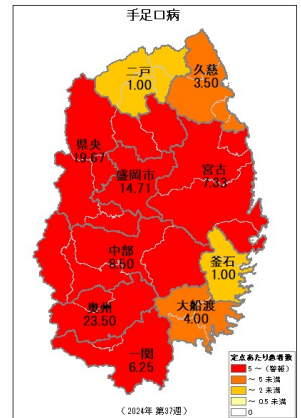 手足口病
久慈
3.50
二戸
1.00
県央
19.67
盛岡市
14.71
宮古
7.33
中部
8.50
釜石
1.00
奥州
23.50
大船渡
4.00
一関
6.25
定点あたり患者数
5 ~ (警報)
~ 5 未満
~ 2 未満
~ 0.5 未満
0
(2024年 第37週)